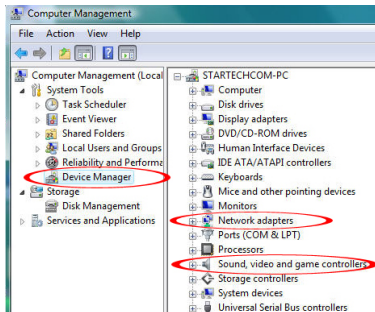 Computer Management
File Action View Help
Computer Management (Local
System Tools
Task Scheduler
Event Viewer
Shared Folders
Local Users and Groups
Reliability and Performa
Device Manager
Storage
Disk Management
Services and Applications
STARTECHCOM-PC
Computer
Disk drives
Display adapters
DVD/CD-ROM drives
Human Interface Devices
IDE ATA/ATAPI controllers
Keyboards
Mice and other pointing devices
Monitors
Network adapters
Ports (COM & LPT)
Processors
Sound, video and game controllers
Storage controllers
System devices
Universal Serial Bus controllers